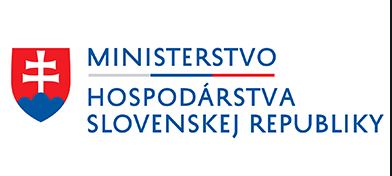 MINISTERSTVO
HOSPODÁRSTVA
SLOVENSKEJ REPUBLIKY